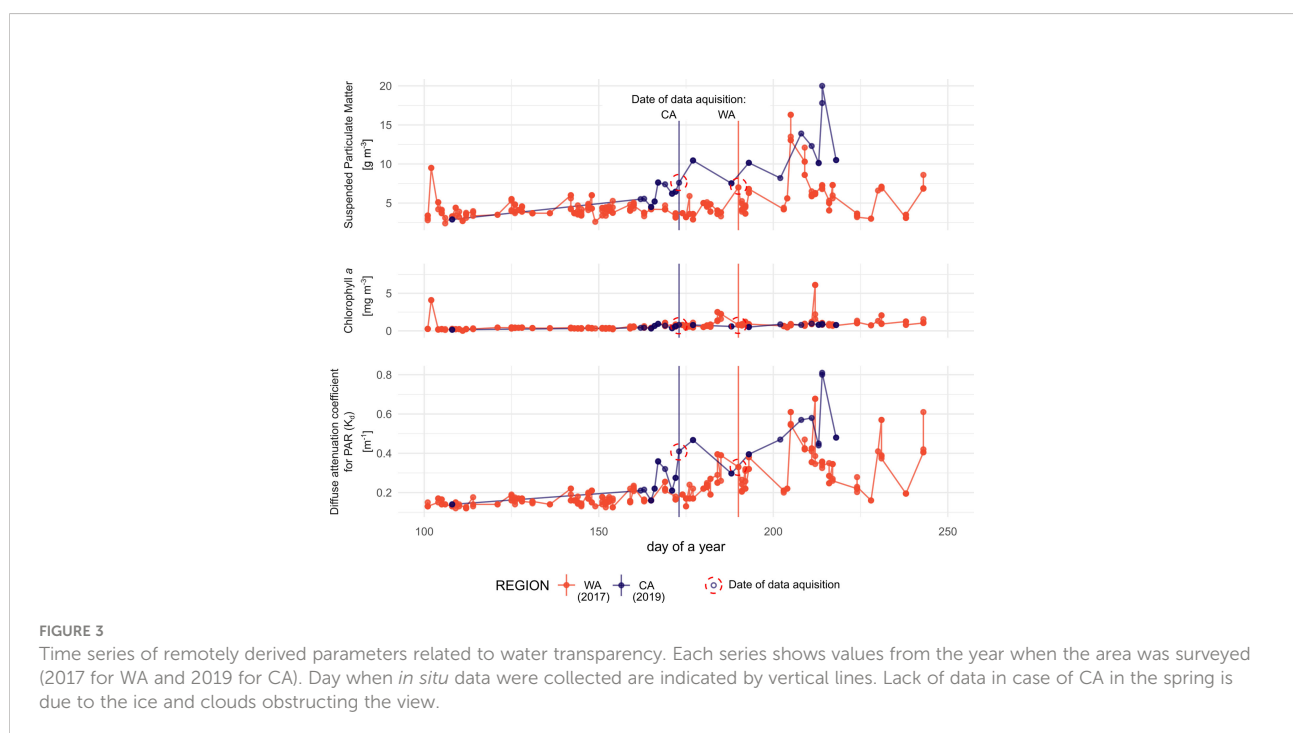 Suspended Particulate Matter
[g m⁻³]
20
15
10
5
Date of data aquisition:
CA WA
Chlorophyll a
[mg m⁻³]
5
0
Diffuse attenuation coefficient
for PAR (Kd)
[m⁻¹]
0.8
0.6
0.4
0.2
100 150 200 250
day of a year
REGION WA (2017) CA (2019) Date of data aquisition
FIGURE 3
Time series of remotely derived parameters related to water transparency. Each series shows values from the year when the area was surveyed
(2017 for WA and 2019 for CA). Day when in situ data were collected are indicated by vertical lines. Lack of data in case of CA in the spring is
due to the ice and clouds obstructing the view.